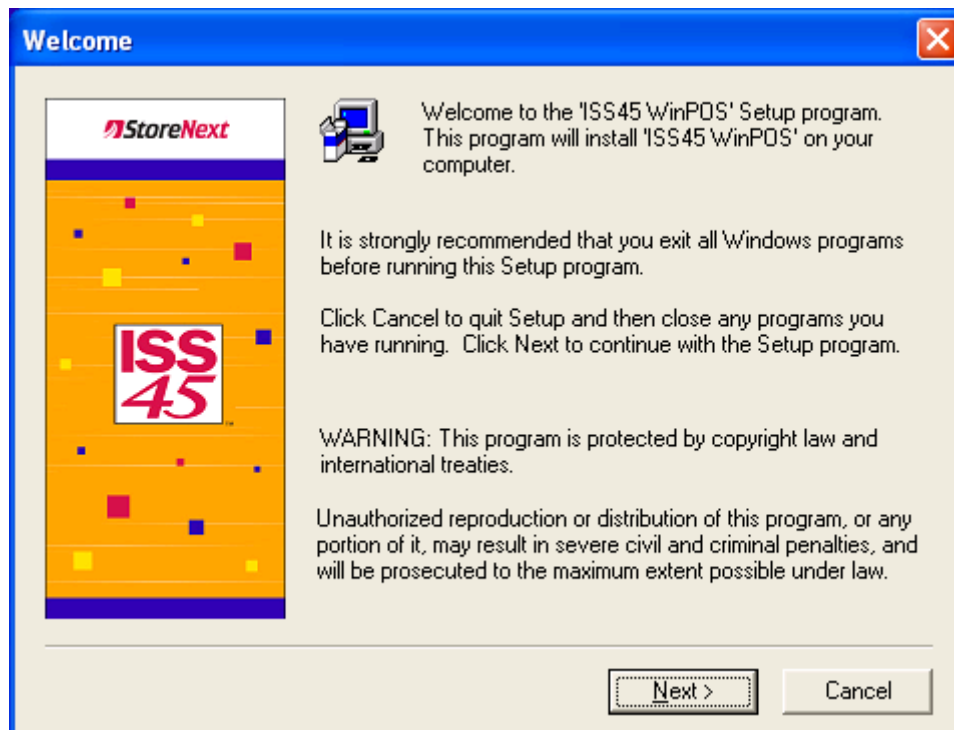 Welcome
StoreNext
Welcome to the 'ISS45 WinPOS' Setup program.
This program will install 'ISS45 WinPOS' on your
computer.
It is strongly recommended that you exit all Windows programs
before running this Setup program.
Click Cancel to quit Setup and then close any programs you
have running.  Click Next to continue with the Setup program.
ISS
45
WARNING: This program is protected by copyright law and
international treaties.
Unauthorized reproduction or distribution of this program, or any
portion of it, may result in severe civil and criminal penalties, and
will be prosecuted to the maximum extent possible under law.
Next >
Cancel